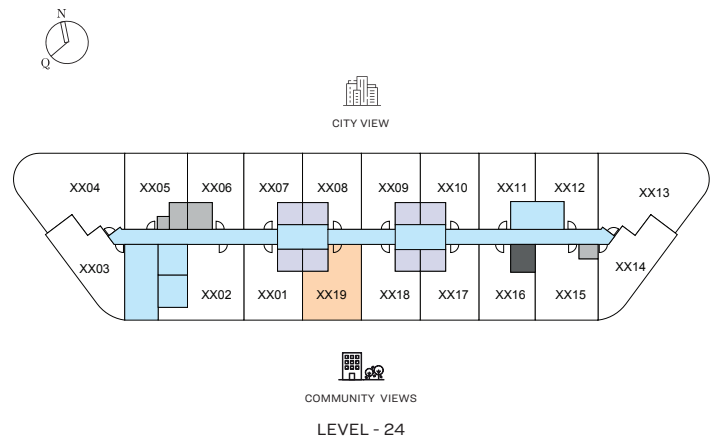 N
Q
CITY VIEW
XX04 XX05 XX06 XX07 XX08 XX09 XX10 XX11 XX12 XX13
XX03 XX14
XX02 XX01 XX19 XX18 XX17 XX16 XX15
COMMUNITY VIEWS
LEVEL - 24